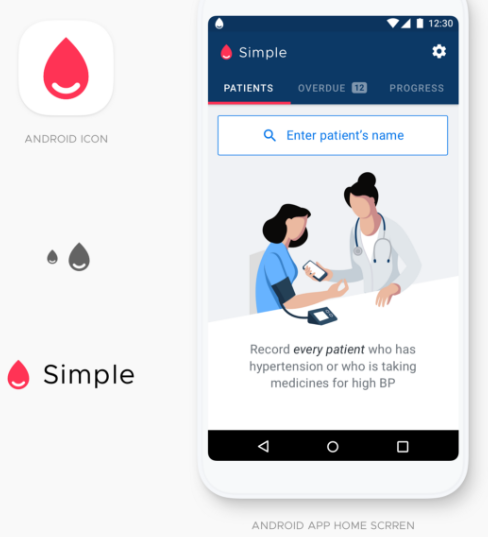 ANDROID ICON
Simple
12:30
Simple
PATIENTS OVERDUE 12 PROGRESS
Enter patient's name
Record every patient who has
hypertension or who is taking
medicines for high BP
ANDROID APP HOME SCRREN